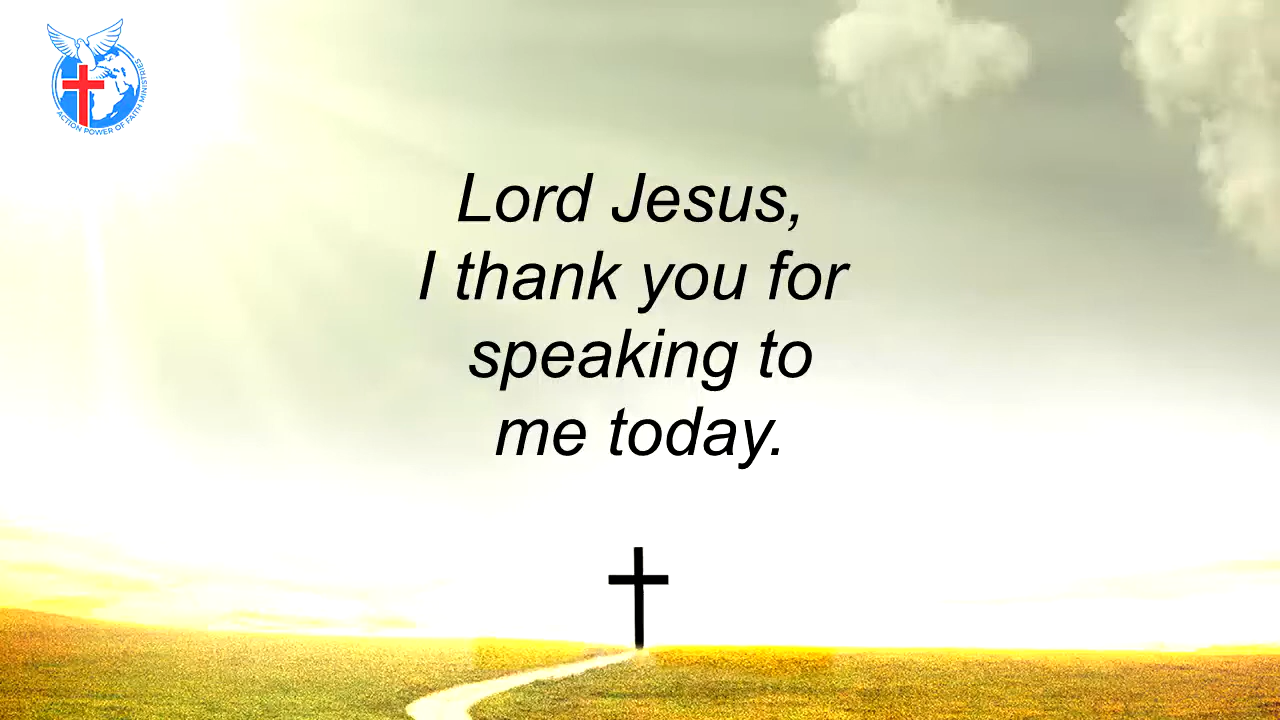 ACTION POWER OF FAITH MINISTRIES
Lord Jesus,
I thank you for
speaking to
me today.